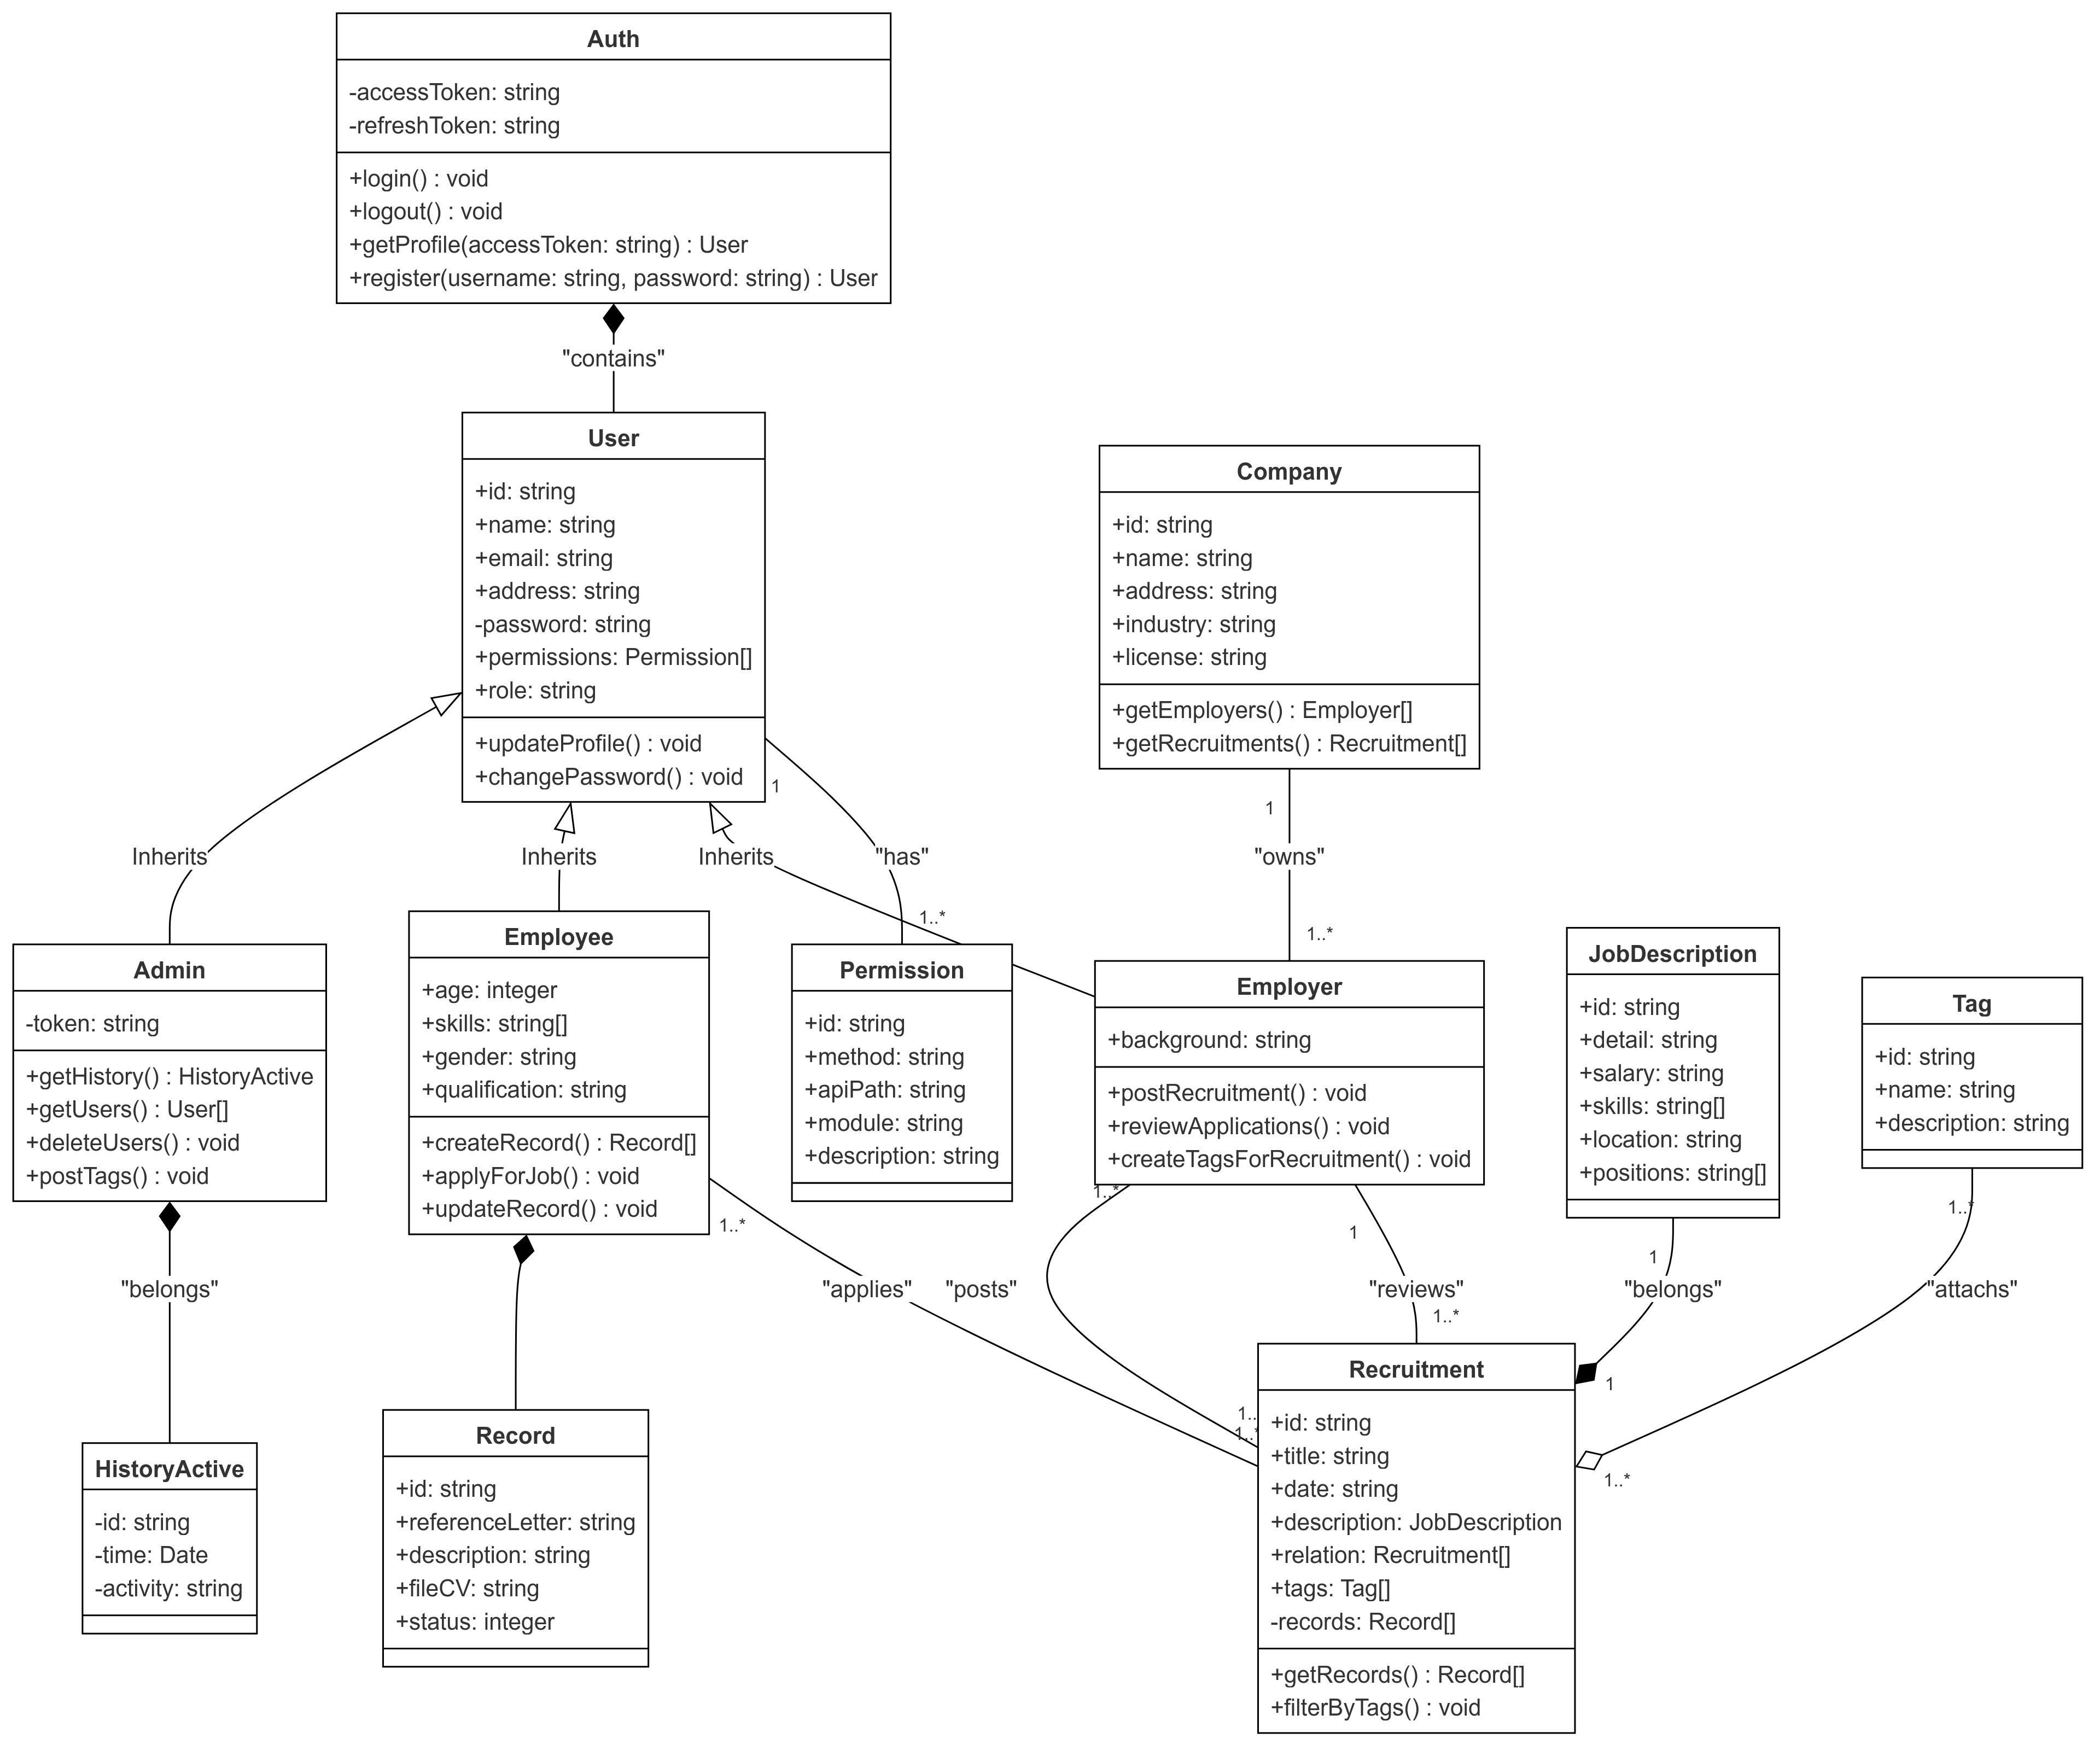 Auth
-accessToken: string
-refreshToken: string
+login() : void
+logout() : void
+getProfile(accessToken: string) : User
+register(username: string, password: string) : User
"contains"
User
+id: string
+name: string
+email: string
+address: string
-password: string
+permissions: Permission[]
+role: string
+updateProfile() : void
+changePassword() : void
1
Company
+id: string
+name: string
+address: string
+industry: string
+license: string
+getEmployers() : Employer[]
+getRecruitments() : Recruitment[]
1
Inherits
Inherits
Inherits
"has"
"owns"
1..*
1..*
Admin
-token: string
+getHistory() : HistoryActive
+getUsers() : User[]
+deleteUsers() : void
+postTags() : void
Employee
+age: integer
+skills: string[]
+gender: string
+qualification: string
+createRecord() : Record[]
+applyForJob() : void
+updateRecord() : void
1..*
Permission
+id: string
+method: string
+apiPath: string
+module: string
+description: string
Employer
+background: string
+postRecruitment() : void
+reviewApplications() : void
+createTagsForRecruitment() : void
1..*
1
JobDescription
+id: string
+detail: string
+salary: string
+skills: string[]
+location: string
+positions: string[]
1
Tag
+id: string
+name: string
+description: string
1..*
"belongs"
"applies"
"posts"
"reviews"
"belongs"
"attachs"
1..*
1
1..
1..*
1..*
HistoryActive
-id: string
-time: Date
-activity: string
Record
+id: string
+referenceLetter: string
+description: string
+fileCV: string
+status: integer
Recruitment
+id: string
+title: string
+date: string
+description: JobDescription
+relation: Recruitment[]
+tags: Tag[]
-records: Record[]
+getRecords() : Record[]
+filterByTags() : void